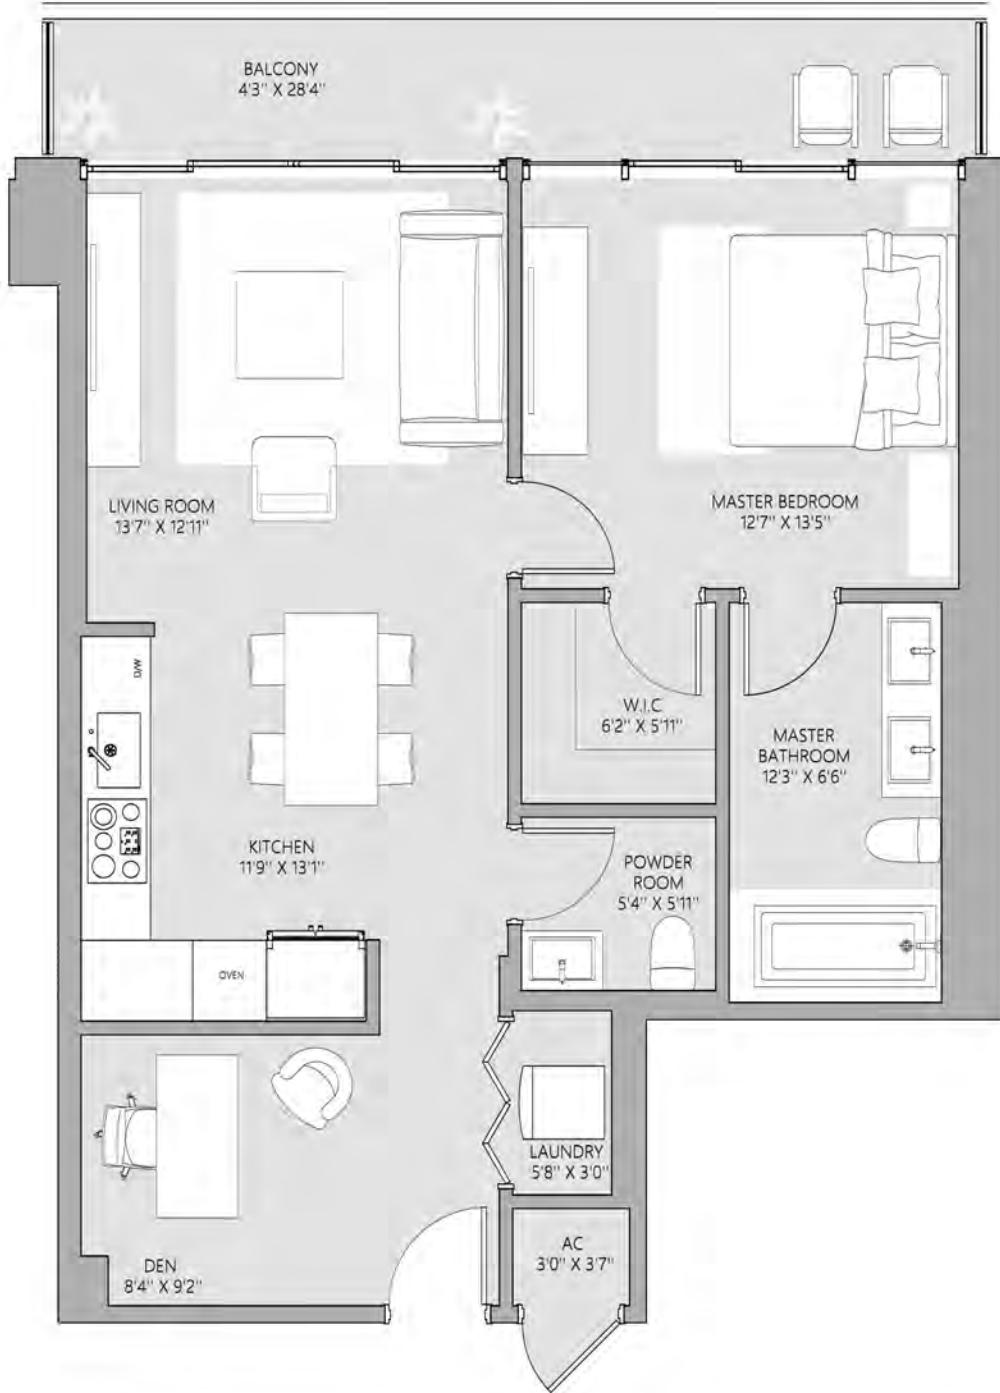 BALCONY
4'3" X 28'4"
LIVING ROOM
13'7" X 12'11"
MASTER BEDROOM
12'7" X 13'5"
D/W
W.I.C
6'2" X 5'11"
MASTER
BATHROOM
12'3" X 6'6"
KITCHEN
11'9" X 13'1"
POWDER
ROOM
5'4" X 5'11"
OVEN
LAUNDRY
5'8" X 3'0"
AC
3'0" X 3'7"
DEN
8'4" X 9'2"